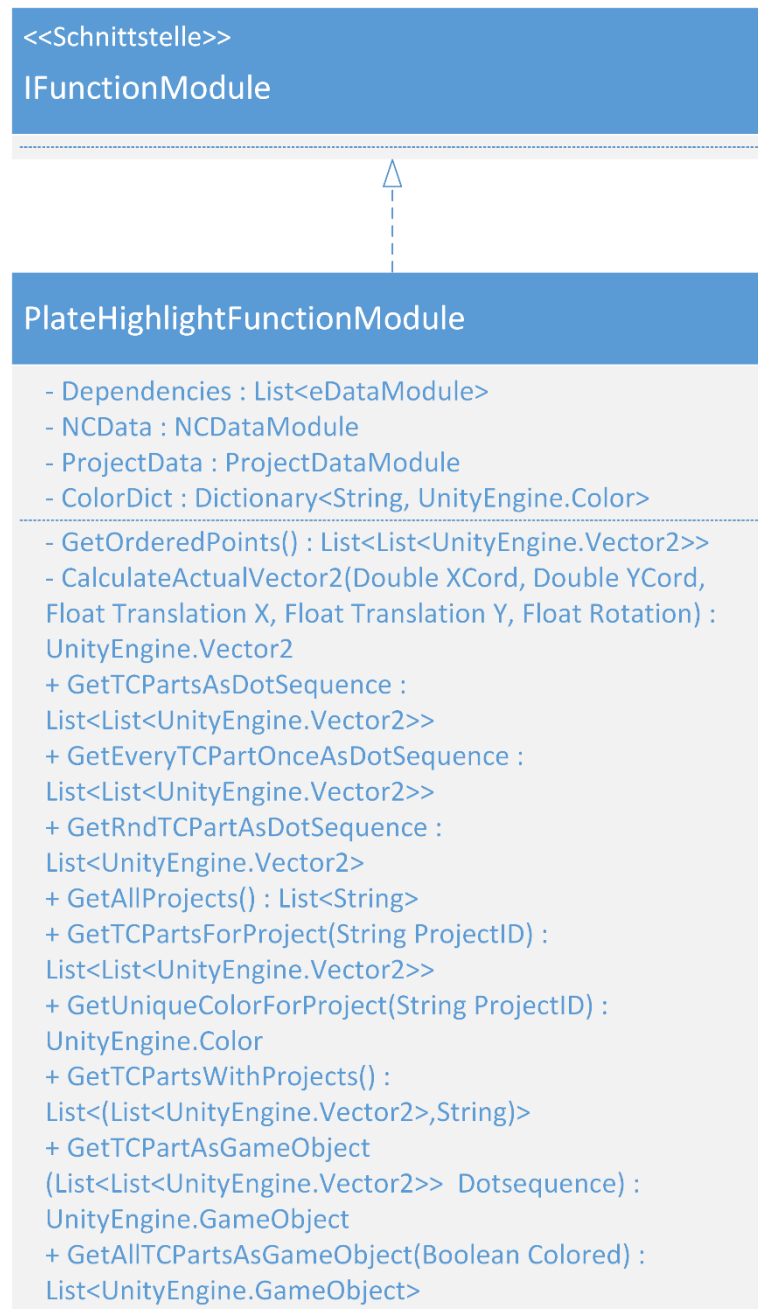 <<Schnittstelle>>
IFunctionModule
PlateHighlightFunctionModule
- Dependencies : List<eDataModule>
- NCData : NCDataModule
- ProjectData : ProjectDataModule
- ColorDict : Dictionary<String, UnityEngine.Color>
- GetOrderedPoints() : List<List<UnityEngine.Vector2>>
- CalculateActualVector2(Double XCord, Double YCord,
Float Translation X, Float Translation Y, Float Rotation) :
UnityEngine.Vector2
+ GetTCPartsAsDotSequence :
List<List<UnityEngine.Vector2>>
+ GetEveryTCPartOnceAsDotSequence :
List<List<UnityEngine.Vector2>>
+ GetRndTCPartAsDotSequence :
List<UnityEngine.Vector2>
+ GetAllProjects() : List<String>
+ GetTCPartsForProject(String ProjectID) :
List<List<UnityEngine.Vector2>>
+ GetUniqueColorForProject(String ProjectID) :
UnityEngine.Color
+ GetTCPartsWithProjects() :
List<(List<UnityEngine.Vector2>,String)>
+ GetTCPartAsGameObject
(List<List<UnityEngine.Vector2>> Dotsequence) :
UnityEngine.GameObject
+ GetAllTCPartsAsGameObject(Boolean Colored) :
List<UnityEngine.GameObject>